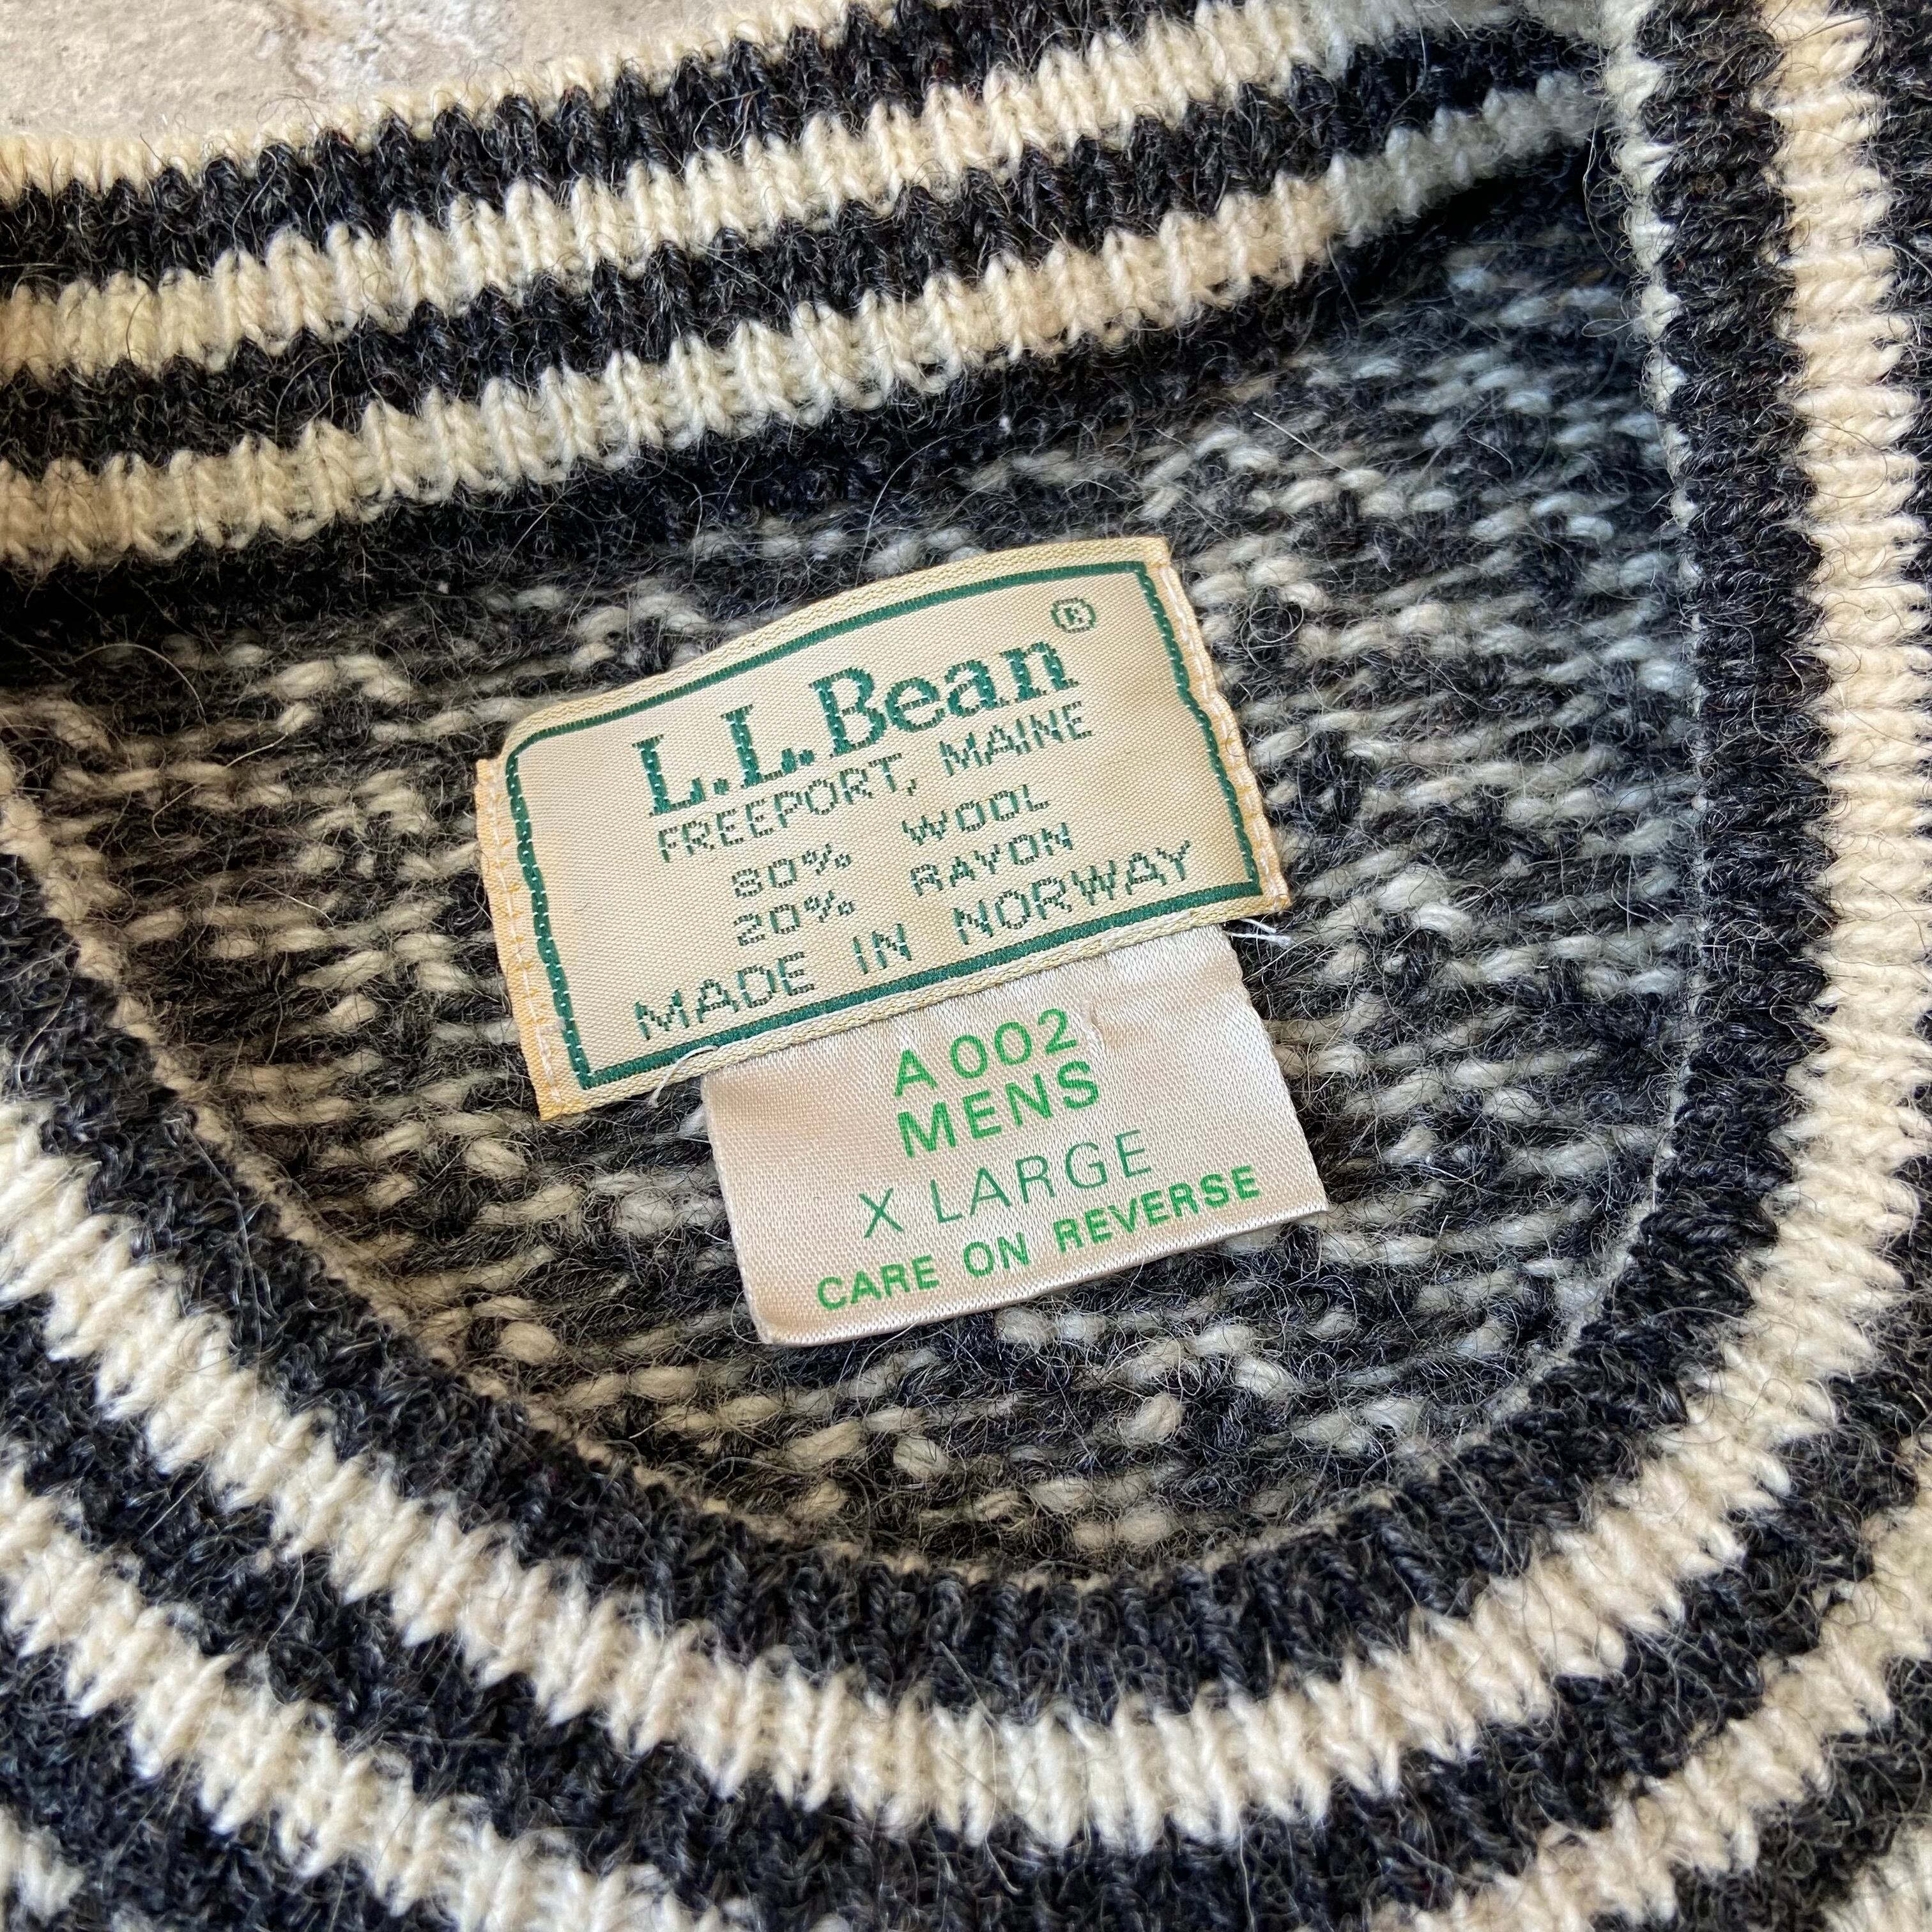 L.L.Bean®
FREEPORT, MAINE
80% WOOL
20% RAYON
MADE IN NORWAY
A 002
MENS
X LARGE
CARE ON REVERSE